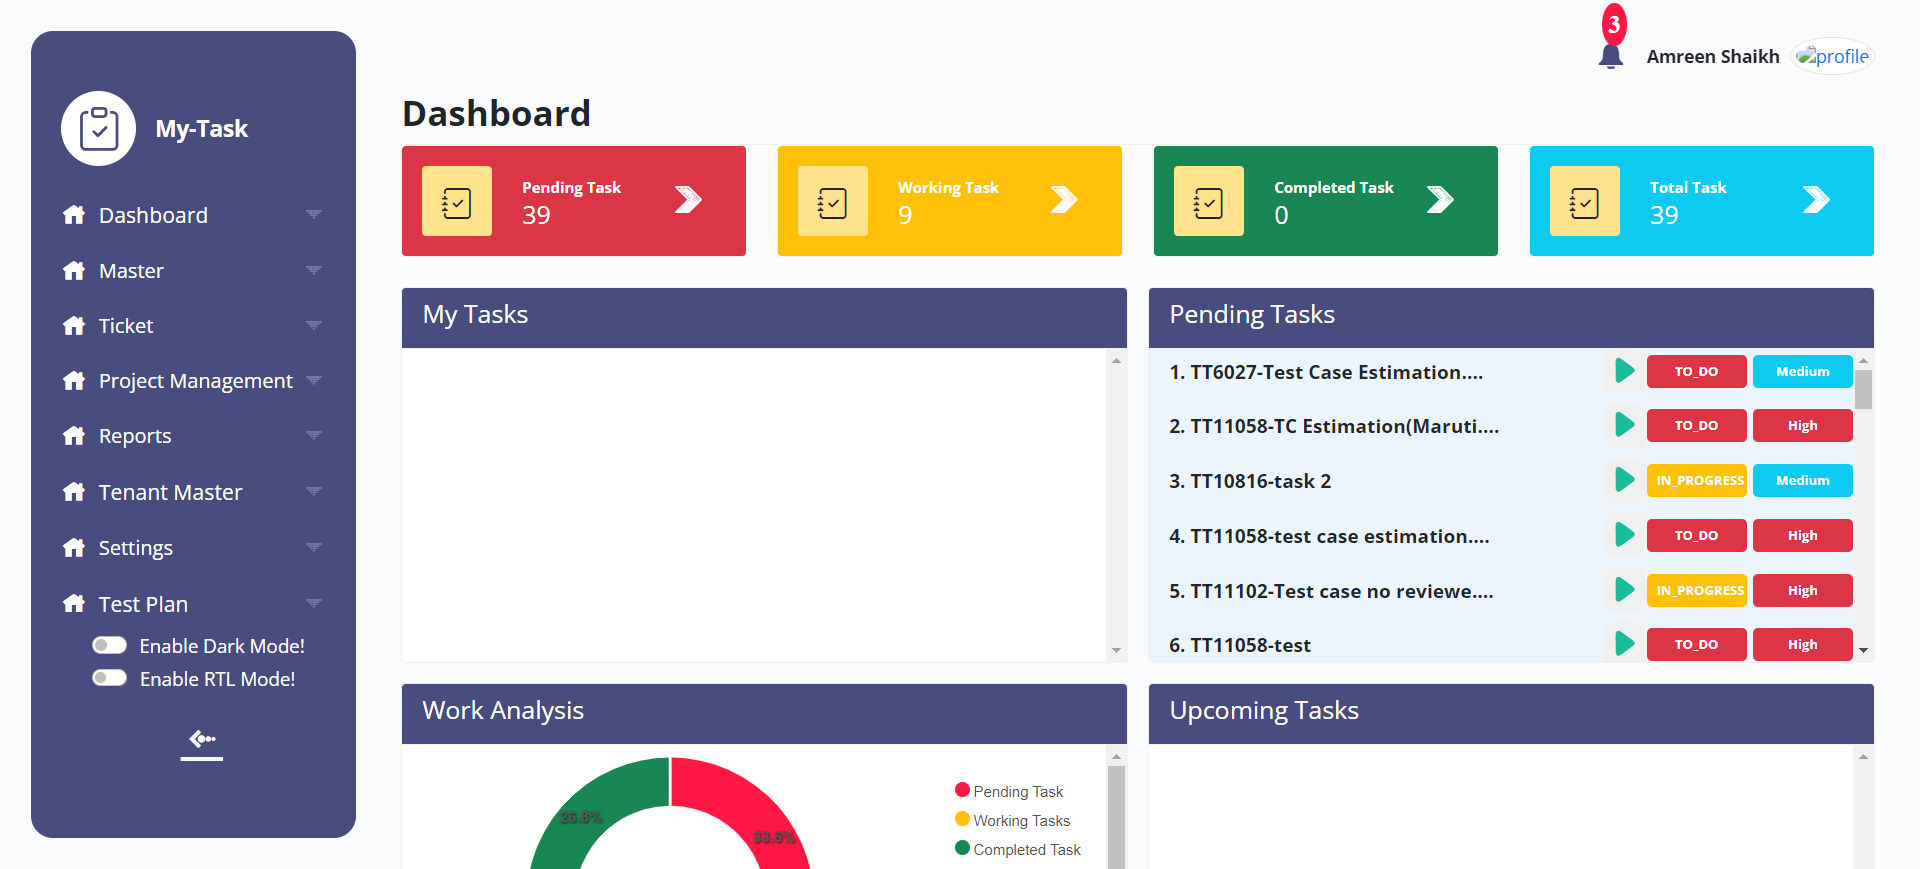 3
Amreen Shaikh
profile
My-Task
Dashboard
Master
Ticket
Project Management
Reports
Tenant Master
Settings
Test Plan
Enable Dark Mode!
Enable RTL Mode!
Dashboard
Pending Task
39
Working Task
9
Completed Task
0
Total Task
39
My Tasks
Pending Tasks
1. TT6027-Test Case Estimation....
TO_DO
Medium
2. TT11058-TC Estimation(Maruti....
TO_DO
High
3. TT10816-task 2
IN_PROGRESS
Medium
4. TT11058-test case estimation....
TO_DO
High
5. TT11102-Test case no reviewe....
IN_PROGRESS
High
6. TT11058-test
TO_DO
High
Work Analysis
26.8%
33.6%
Pending Task
Working Tasks
Completed Task
Upcoming Tasks